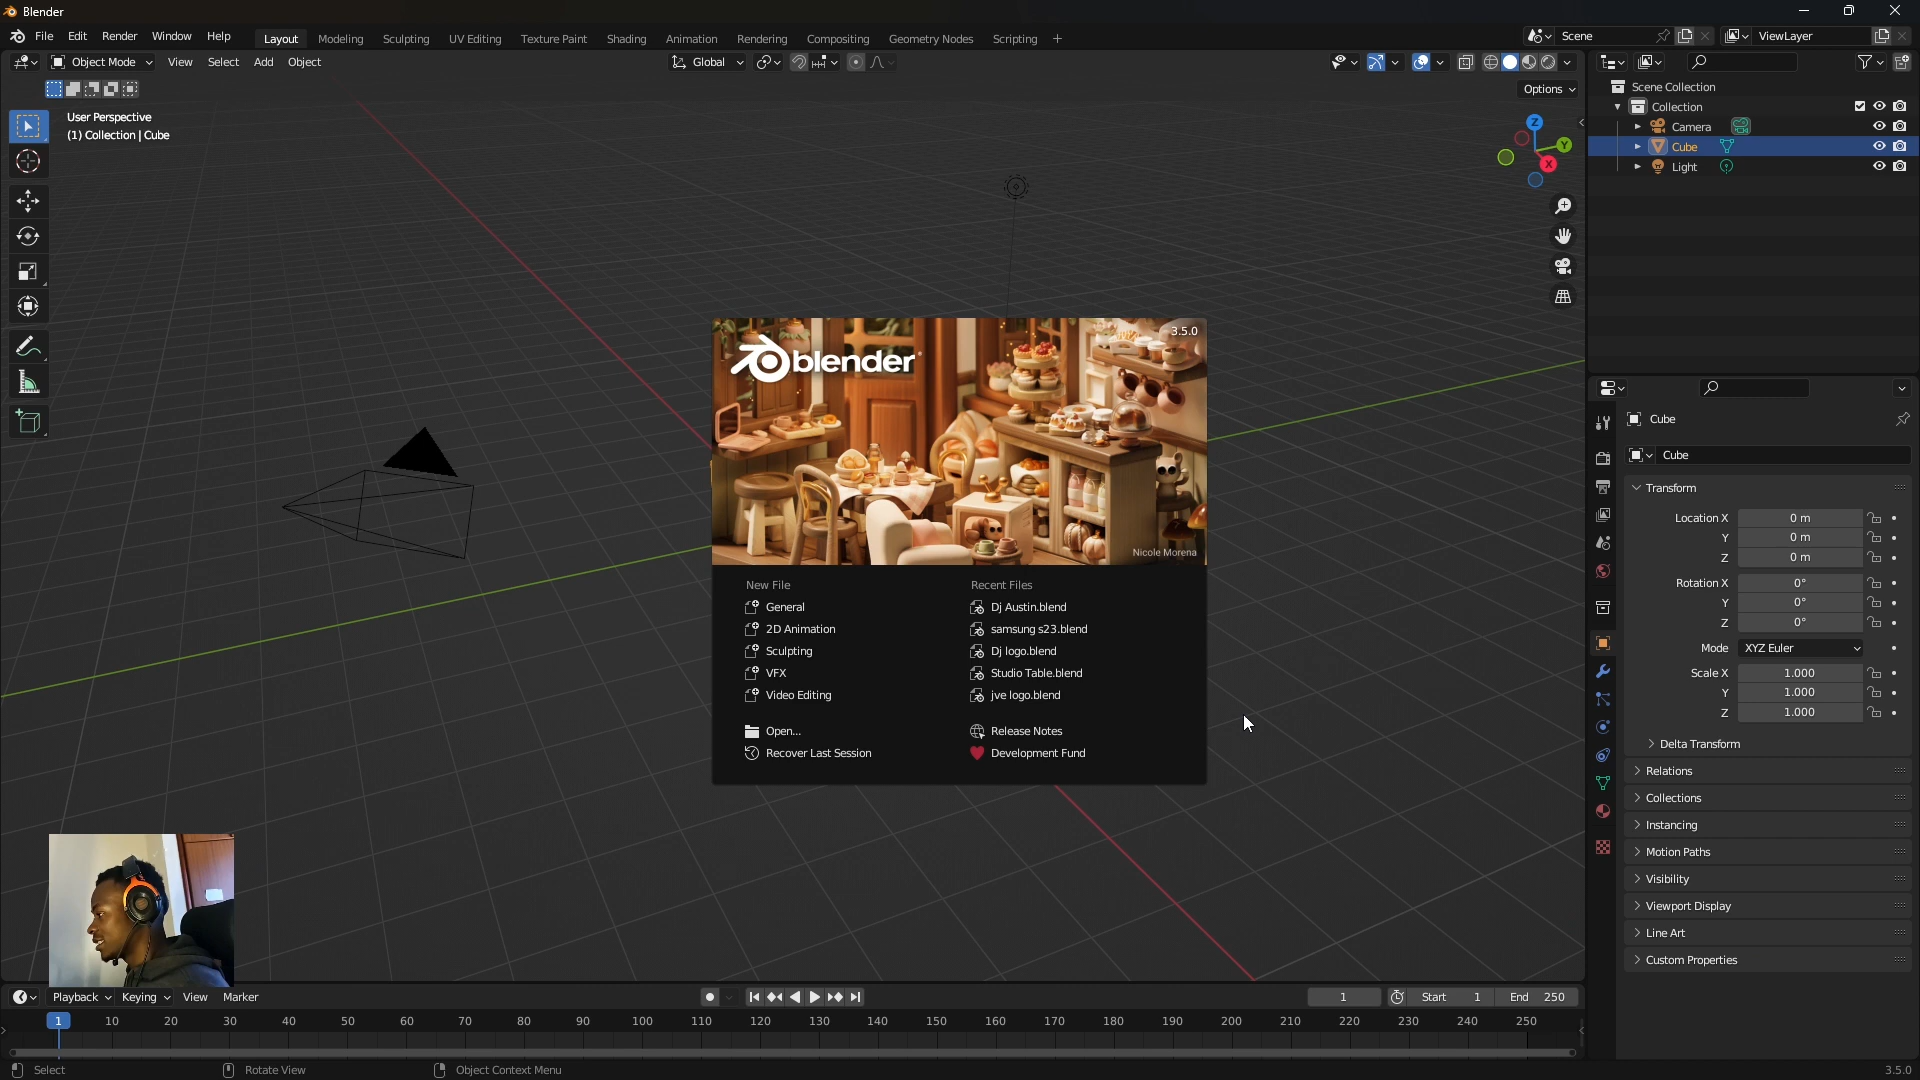 Blender
File Edit Render Window Help
Layout Modeling Sculpting UV Editing Texture Paint Shading Animation Rendering Compositing Geometry Nodes Scripting +
Scene
ViewLayer
Object Mode View Select Add Object
Global
Options
User Perspective
(1) Collection | Cube
Z
Y
X
Scene Collection
Collection
Camera
Cube
Light
3.5.0
blender
Nicole Morena
New File
General
2D Animation
Sculpting
VFX
Video Editing
Open...
Recover Last Session
Recent Files
Dj Austin.blend
samsung s23.blend
Dj logo.blend
Studio Table.blend
jve logo.blend
Release Notes
Development Fund
Cube
Cube
Transform
Location X 0 m
Y 0 m
Z 0 m
Rotation X 0°
Y 0°
Z 0°
Mode XYZ Euler
Scale X 1.000
Y 1.000
Z 1.000
Delta Transform
Relations
Collections
Instancing
Motion Paths
Visibility
Viewport Display
Line Art
Custom Properties
Playback Keying View Marker
1 Start 1 End 250
1 10 20 30 40 50 60 70 80 90 100 110 120 130 140 150 160 170 180 190 200 210 220 230 240 250
Select Rotate View Object Context Menu
3.5.0